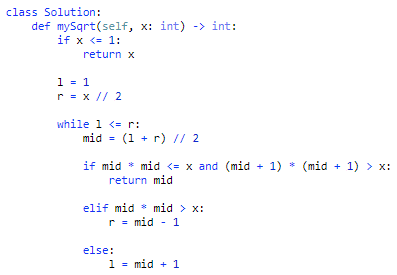 class Solution:
    def mySqrt(self, x: int) -> int:
        if x <= 1:
            return x

        l = 1
        r = x // 2

        while l <= r:
            mid = (l + r) // 2

            if mid * mid <= x and (mid + 1) * (mid + 1) > x:
                return mid

            elif mid * mid > x:
                r = mid - 1

            else:
                l = mid + 1